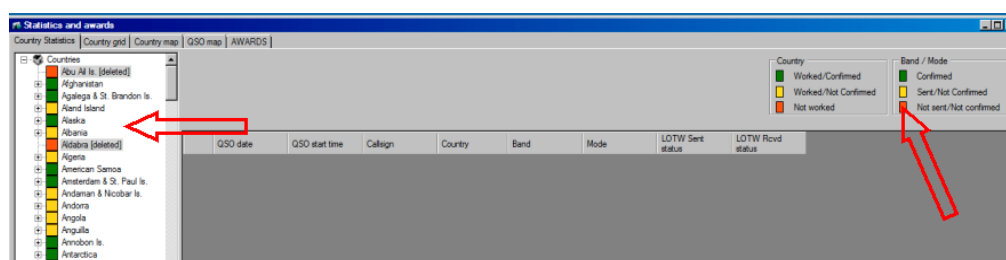 Statistics and awards
Country Statistics Country grid Country map QSO map AWARDS
Countries
Abu Ail Is. [deleted]
Afghanistan
Agalega & St. Brandon Is.
Aland Island
Alaska
Albania
Aldabra [deleted]
Algeria
American Samoa
Amsterdam & St. Paul Is.
Andaman & Nicobar Is.
Andorra
Angola
Anguilla
Annobon Is.
Antarctica
Country
Worked/Confirmed
Worked/Not Confirmed
Not worked
Band / Mode
Confirmed
Sent/Not Confirmed
Not sent/Not confirmed
QSO date QSO start time Callsign Country Band Mode LOTW Sent status LOTW Rcvd status